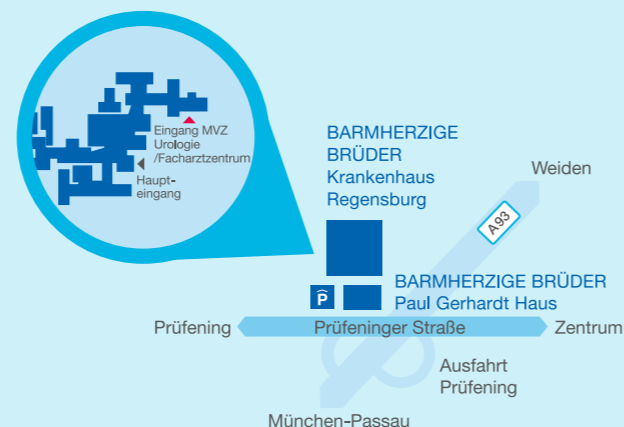 Eingang MVZ
Urologie
/Facharztzentrum
Haupt-
eingang
BARMHERZIGE
BRÜDER
Krankenhaus
Regensburg
Weiden
A93
BARMHERZIGE BRÜDER
Paul Gerhardt Haus
P
Prüfening
Prüfeninger Straße
Zentrum
Ausfahrt
Prüfening
München-Passau